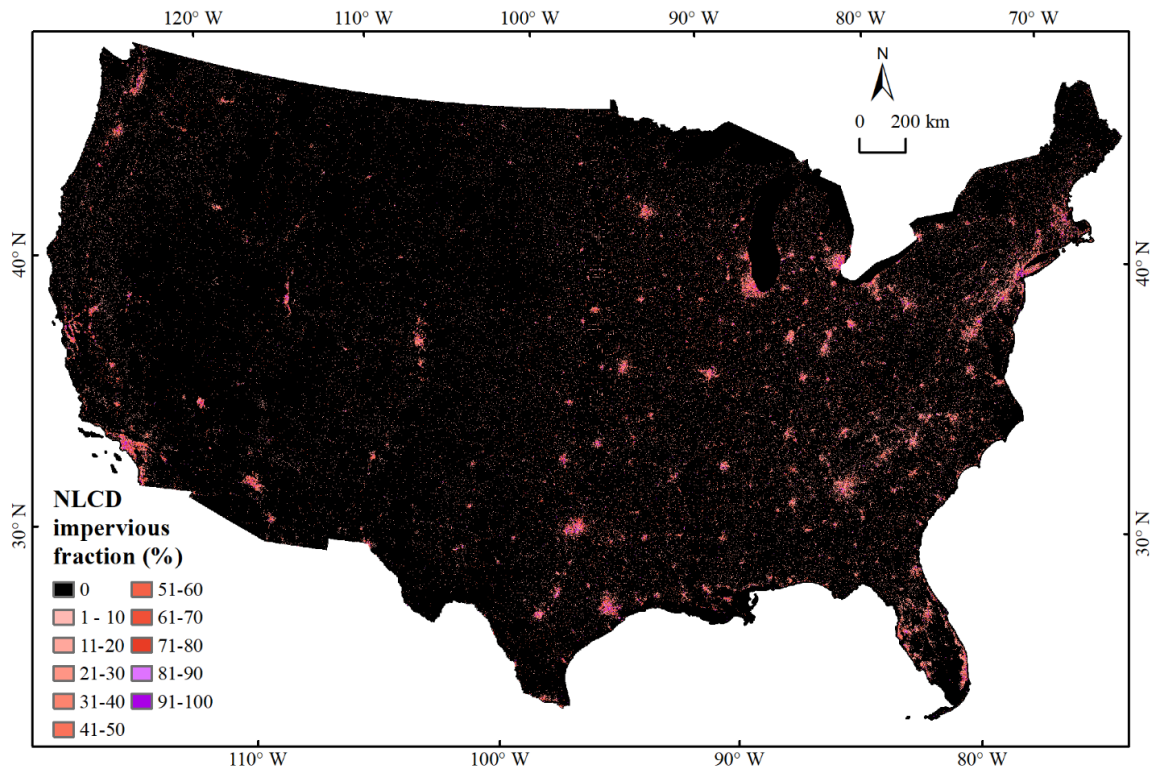 120° W 110° W 100° W 90° W 80° W 70° W
N
0 200 km
40° N 40° N
30° N 30° N
NLCD
impervious
fraction (%)
0 51-60
1 - 10 61-70
11-20 71-80
21-30 81-90
31-40 91-100
41-50
110° W 100° W 90° W 80° W